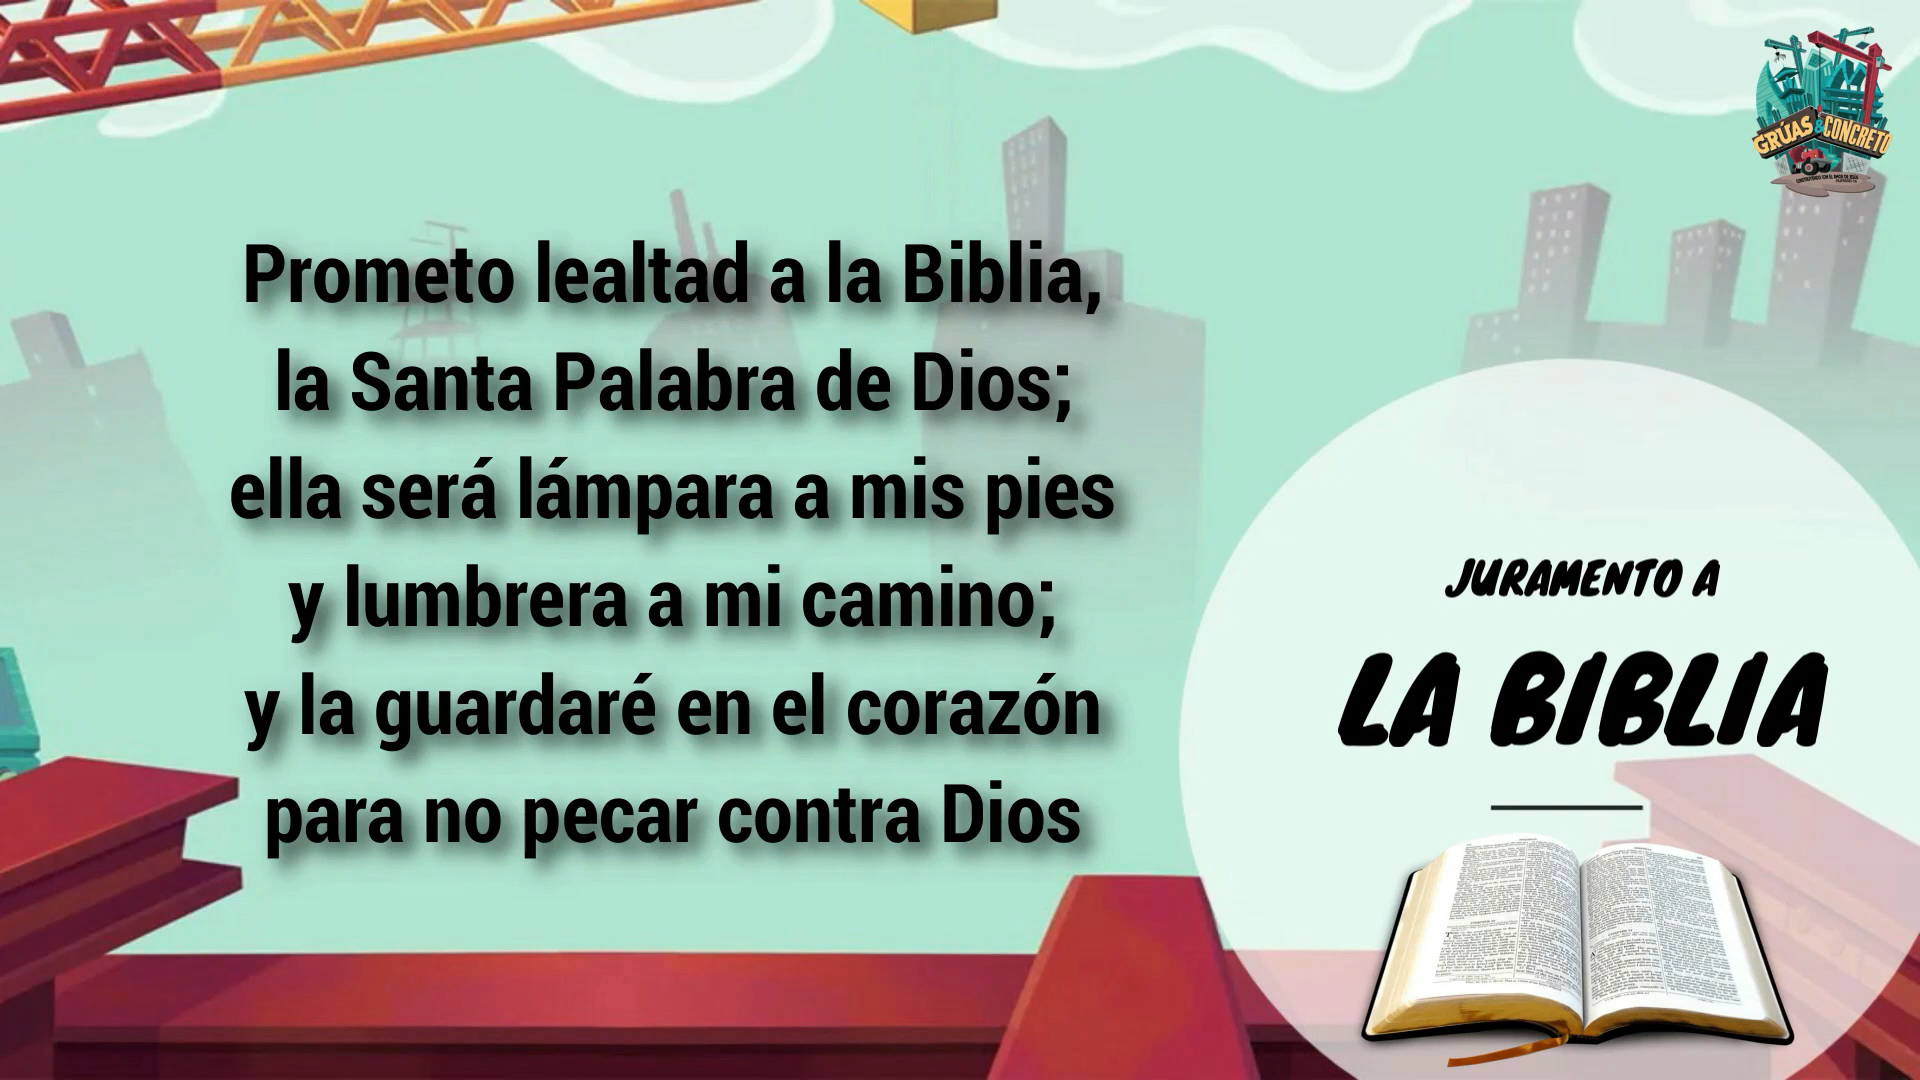 GRÚAS & CONCRETO
Prometo lealtad a la Biblia,
la Santa Palabra de Dios;
ella será lámpara a mis pies
y lumbrera a mi camino;
y la guardaré en el corazón
para no pecar contra Dios
JURAMENTO A
LA BIBLIA